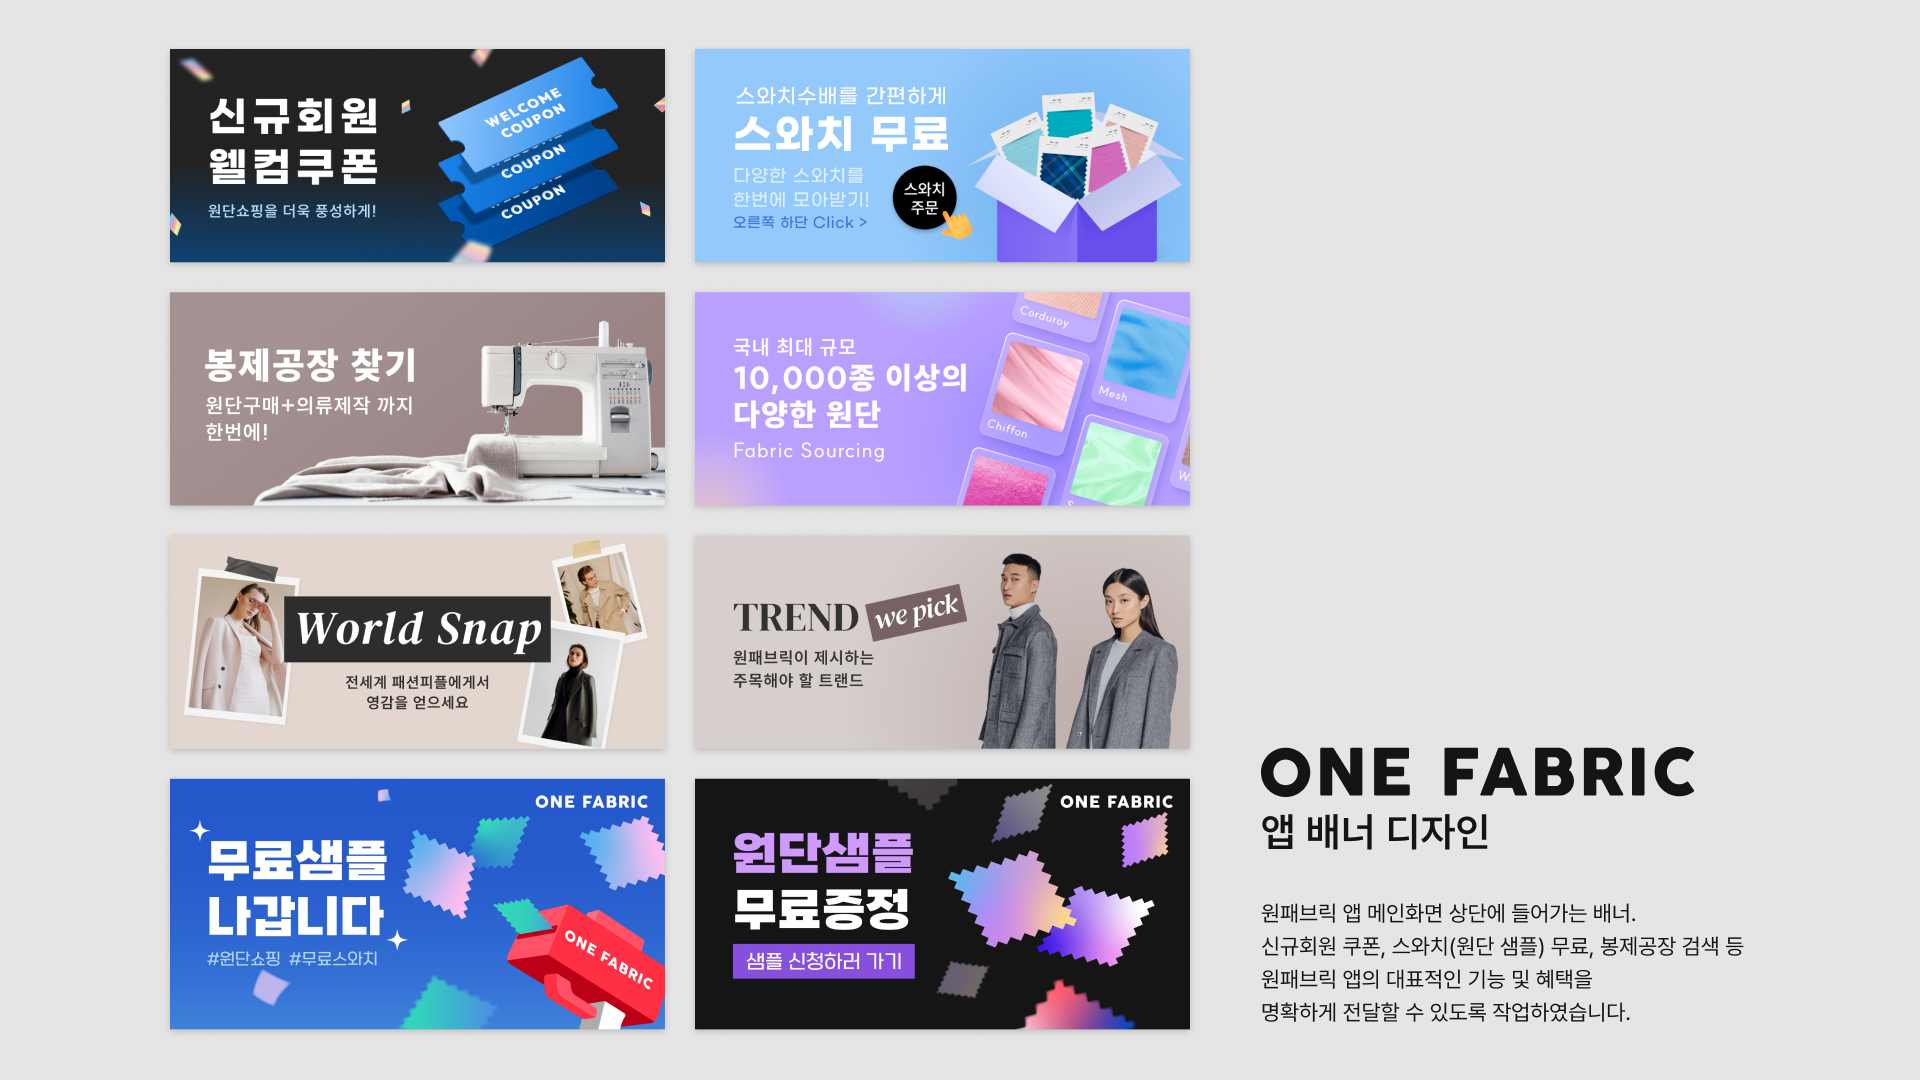 신규회원
웰컴쿠폰
원단쇼핑을 더욱 풍성하게!
WELCOME
COUPON
COUPON
COUPON
스와치수배를 간편하게
스와치 무료
다양한 스와치를
한번에 모아받기!
오른쪽 하단 Click >
스와치
주문
봉제공장 찾기
원단구매+의류제작 까지
한번에!
국내 최대 규모
10,000종 이상의
다양한 원단
Fabric Sourcing
Corduroy
Mesh
Chiffon
World Snap
전세계 패션피플에게서
영감을 얻으세요
TREND we pick
원패브릭이 제시하는
주목해야 할 트랜드
ONE FABRIC
무료샘플
나갑니다
#원단쇼핑 #무료스와치
ONE FABRIC
ONE FABRIC
원단샘플
무료증정
샘플 신청하러 가기
ONE FABRIC
앱 배너 디자인
원패브릭 앱 메인화면 상단에 들어가는 배너.
신규회원 쿠폰, 스와치(원단 샘플) 무료, 봉제공장 검색 등
원패브릭 앱의 대표적인 기능 및 혜택을
명확하게 전달할 수 있도록 작업하였습니다.